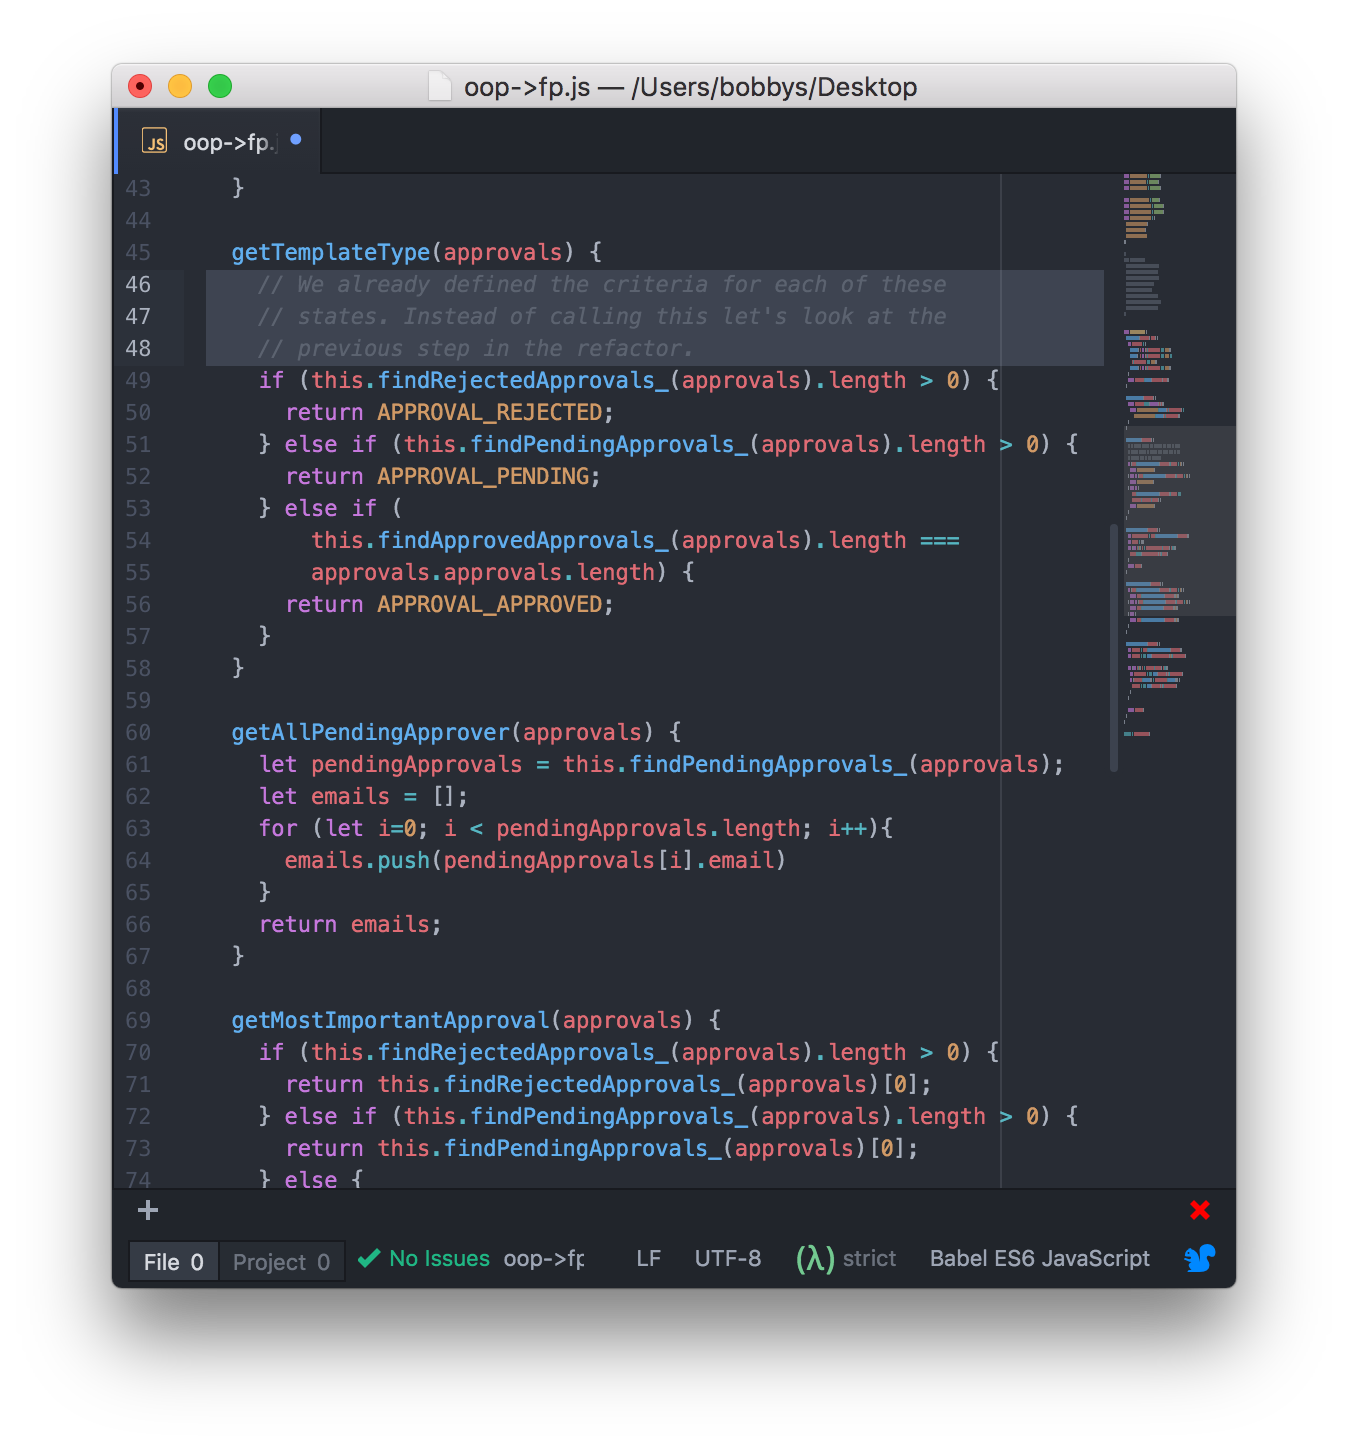 oop->fp.js — /Users/bobbys/Desktop
JS oop->fp.j
43 }
44
45 getTemplateType(approvals) {
46 // We already defined the criteria for each of these
47 // states. Instead of calling this let's look at the
48 // previous step in the refactor.
49 if (this.findRejectedApprovals_(approvals).length > 0) {
50 return APPROVAL_REJECTED;
51 } else if (this.findPendingApprovals_(approvals).length > 0) {
52 return APPROVAL_PENDING;
53 } else if (
54 this.findApprovedApprovals_(approvals).length ===
55 approvals.approvals.length) {
56 return APPROVAL_APPROVED;
57 }
58 }
59
60 getAllPendingApprover(approvals) {
61 let pendingApprovals = this.findPendingApprovals_(approvals);
62 let emails = [];
63 for (let i=0; i < pendingApprovals.length; i++){
64 emails.push(pendingApprovals[i].email)
65 }
66 return emails;
67 }
68
69 getMostImportantApproval(approvals) {
70 if (this.findRejectedApprovals_(approvals).length > 0) {
71 return this.findRejectedApprovals_(approvals)[0];
72 } else if (this.findPendingApprovals_(approvals).length > 0) {
73 return this.findPendingApprovals_(approvals)[0];
74 } else {
File 0 Project 0 No Issues oop->fp LF UTF-8 (λ) strict Babel ES6 JavaScript